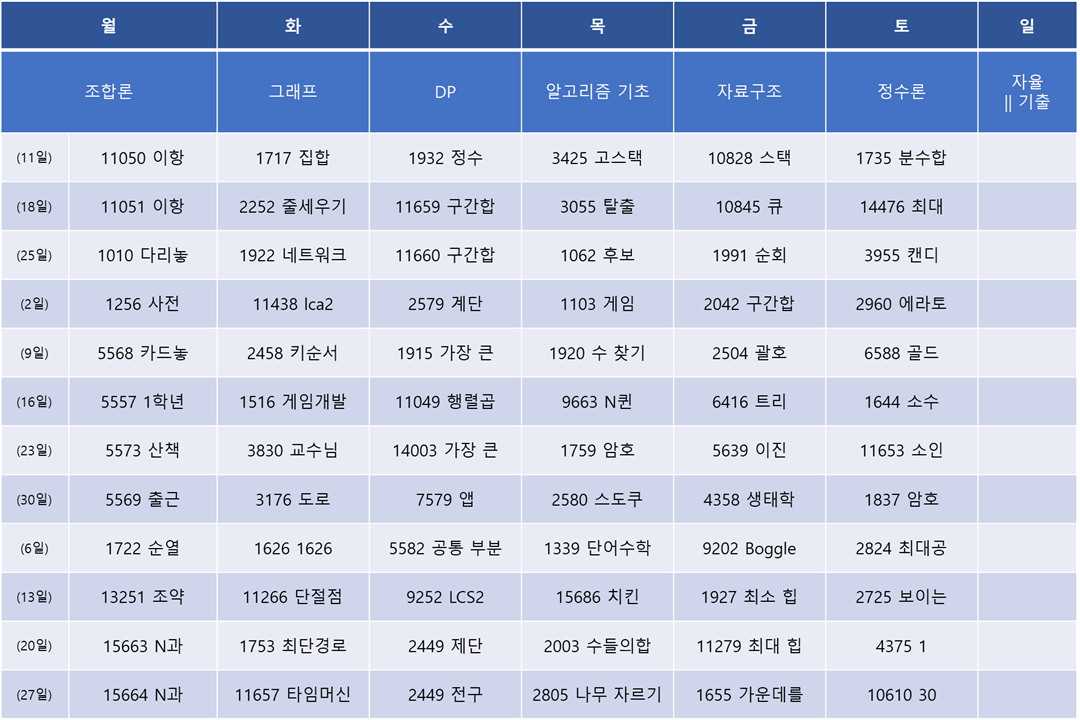 월 화 수 목 금 토 일
조합론 그래프 DP 알고리즘 기초 자료구조 정수론 자율
|| 기출
(11일) 11050 이항 1717 집합 1932 정수 3425 고스택 10828 스택 1735 분수합
(18일) 11051 이항 2252 줄세우기 11659 구간합 3055 탈출 10845 큐 14476 최대
(25일) 1010 다리놓 1922 네트워크 11660 구간합 1062 후보 1991 순회 3955 캔디
(2일) 1256 사전 11438 lca2 2579 계단 1103 게임 2042 구간합 2960 에라토
(9일) 5568 카드놓 2458 키순서 1915 가장 큰 1920 수 찾기 2504 괄호 6588 골드
(16일) 5557 1학년 1516 게임개발 11049 행렬곱 9663 N퀸 6416 트리 1644 소수
(23일) 5573 산책 3830 교수님 14003 가장 큰 1759 암호 5639 이진 11653 소인
(30일) 5569 출근 3176 도로 7579 앱 2580 스도쿠 4358 생태학 1837 암호
(6일) 1722 순열 1626 1626 5582 공통 부분 1339 단어수학 9202 Boggle 2824 최대공
(13일) 13251 조약 11266 단절점 9252 LCS2 15686 치킨 1927 최소 힙 2725 보이는
(20일) 15663 N과 1753 최단경로 2449 제단 2003 수들의합 11279 최대 힙 4375 1
(27일) 15664 N과 11657 타임머신 2449 전구 2805 나무 자르기 1655 가운데를 10610 30